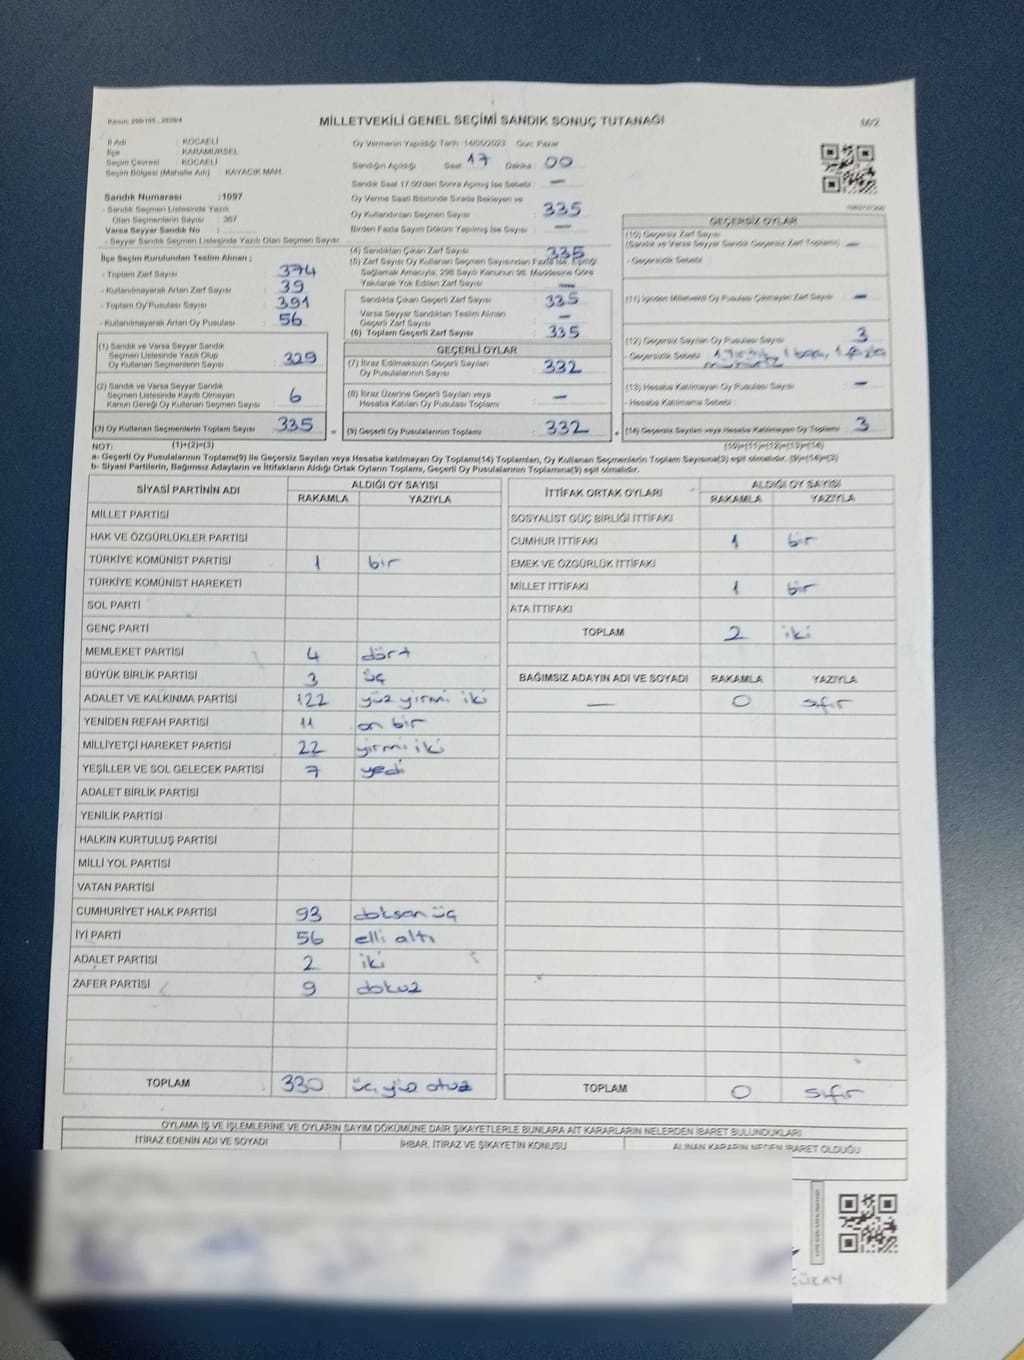 MİLLETVEKİLİ GENEL SEÇİMİ SANDIK SONUÇ TUTANAĞI
İl Adı : KOCAELİ
İlçe : KARAMÜRSEL
Seçim Çevresi : KOCAELİ
Seçim Bölgesi (Mahalle Adı) : KAYACIK MAH.
Sandık Numarası :1097
- Sandık Seçmen Listesinde Yazılı
Olan Seçmenlerin Sayısı : 367
Varsa Seyyar Sandık No :
- Seyyar Sandık Seçmen Listesinde Yazılı Olan Seçmen Sayısı :
İlçe Seçim Kurulundan Teslim Alınan ;
- Toplam Zarf Sayısı : 374
- Kullanılmayarak Artan Zarf Sayısı : 39
- Toplam Oy Pusulası Sayısı : 391
- Kullanılmayarak Artan Oy Pusulası : 56
(1) Sandık ve Varsa Seyyar Sandık
Seçmen Listesinde Yazılı Olup
Oy Kullanan Seçmenlerin Sayısı : 329
(2) Sandık ve Varsa Seyyar Sandık
Seçmen Listesinde Kayıtlı Olmayan
Kanun Gereği Oy Kullanan Seçmen Sayısı : 6
(3) Oy Kullanan Seçmenlerin Toplam Sayısı : 335
Oy Vermenin Yapıldığı Tarih :14/05/2023 Gün: Pazar
Sandığın Açıldığı Saat :17 Dakika : 00
Sandık Saat 17.00'den Sonra Açılmış İse Sebebi : —
Oy Verme Saati Bitiminde Sırada Bekleyen ve
Oy Kullandırılan Seçmen Sayısı : 335
Birden Fazla Sayım Döküm Yapılmış İse Sayısı : —
(4) Sandıktan Çıkan Zarf Sayısı : 335
(5) Zarf Sayısı Oy Kullanan Seçmen Sayısından Fazla İse, Eşitliği
Sağlamak Amacıyla, 298 Sayılı Kanunun 98. Maddesine Göre
Yakılarak Yok Edilen Zarf Sayısı : —
Sandıkta Çıkan Geçerli Zarf Sayısı : 335
Varsa Seyyar Sandıktan Teslim Alınan
Geçerli Zarf Sayısı : —
(6) Toplam Geçerli Zarf Sayısı : 335
GEÇERLİ OYLAR
(7) İtiraz Edilmeksizin Geçerli Sayılan
Oy Pusulalarının Sayısı : 332
(8) İtiraz Üzerine Geçerli Sayılan veya
Hesaba Katılan Oy Pusulası Toplamı : —
(9) Geçerli Oy Pusulalarının Toplamı : 332
GEÇERSİZ OYLAR
(10) Geçersiz Zarf Sayısı
(Sandık ve Varsa Seyyar Sandık Geçersiz Zarf Toplamı) : —
- Geçersizlik Sebebi :
(11) İçinden Milletvekili Oy Pusulası Çıkmayan Zarf Sayısı : —
(12) Geçersiz Sayılan Oy Pusulası Sayısı : 3
- Geçersizlik Sebebi :
(13) Hesaba Katılmayan Oy Pusulası Sayısı : —
- Hesaba Katılmama Sebebi :
(14) Geçersiz Sayılan veya Hesaba Katılmayan Oy Toplamı : 3
NOT: (1)+(2)=(3) (10)+(11)+(12)+(13)=(14)
a- Geçerli Oy Pusulalarının Toplamı(9) ile Geçersiz Sayılan veya Hesaba katılmayan Oy Toplamı(14) Toplamları, Oy Kullanan Seçmenlerin Toplam Sayısına(3) eşit olmalıdır. (9)+(14)=(3)
b- Siyasi Partilerin, Bağımsız Adayların ve İttifakların Aldığı Ortak Oyların Toplamı, Geçerli Oy Pusulalarının Toplamına(9) eşit olmalıdır.
SİYASİ PARTİNİN ADI ALDIĞI OY SAYISI
RAKAMLA YAZIYLA
MİLLET PARTİSİ
HAK VE ÖZGÜRLÜKLER PARTİSİ
TÜRKİYE KOMÜNİST PARTİSİ 1 bir
TÜRKİYE KOMÜNİST HAREKETİ
SOL PARTİ
GENÇ PARTİ
MEMLEKET PARTİSİ 4 dört
BÜYÜK BİRLİK PARTİSİ 3 üç
ADALET VE KALKINMA PARTİSİ 122 yüz yirmi iki
YENİDEN REFAH PARTİSİ 11 on bir
MİLLİYETÇİ HAREKET PARTİSİ 22 yirmi iki
YEŞİLLER VE SOL GELECEK PARTİSİ 7 yedi
ADALET BİRLİK PARTİSİ
YENİLİK PARTİSİ
HALKIN KURTULUŞ PARTİSİ
MİLLİ YOL PARTİSİ
VATAN PARTİSİ
CUMHURİYET HALK PARTİSİ 93 doksan üç
İYİ PARTİ 56 elli altı
ADALET PARTİSİ 2 iki
ZAFER PARTİSİ 9 dokuz
TOPLAM 330 üç yüz otuz
İTTİFAK ORTAK OYLARI ALDIĞI OY SAYISI
RAKAMLA YAZIYLA
SOSYALİST GÜÇ BİRLİĞİ İTTİFAKI
CUMHUR İTTİFAKI 1 bir
EMEK VE ÖZGÜRLÜK İTTİFAKI
MİLLET İTTİFAKI 1 bir
ATA İTTİFAKI
TOPLAM 2 iki
BAĞIMSIZ ADAYIN ADI VE SOYADI RAKAMLA YAZIYLA
— 0 sıfır
TOPLAM 0 sıfır
OYLAMA İŞ VE İŞLEMLERİNE VE OYLARIN SAYIM DÖKÜMÜNE DAİR ŞİKAYETLERLE BUNLARA AİT KARARLARIN NELERDEN İBARET BULUNDUKLARI
İTİRAZ EDENİN ADI VE SOYADI İHBAR, İTİRAZ VE ŞİKAYETİN KONUSU ALINAN KARARIN NEDEN İBARET OLDUĞU